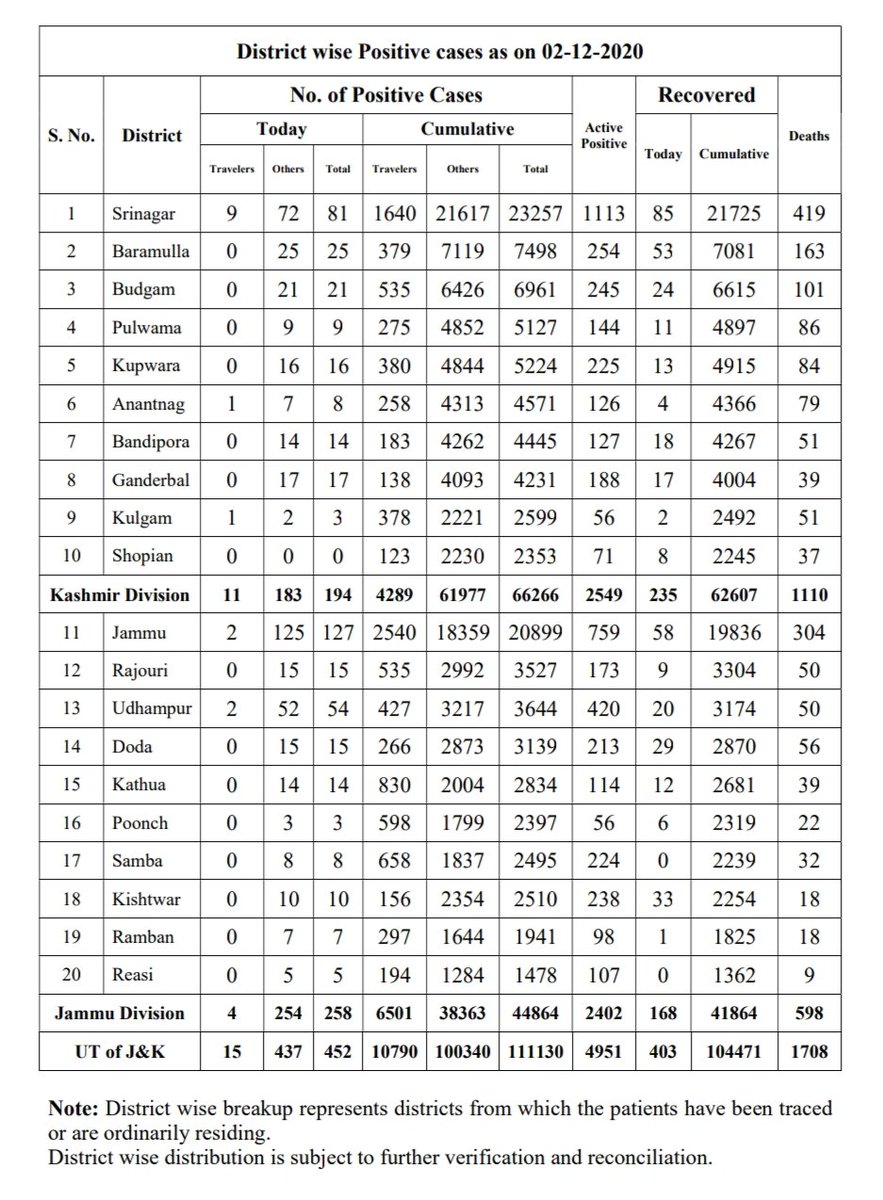 District wise Positive cases as on 02-12-2020
S. No. District No. of Positive Cases Active Positive Recovered Deaths
Today Cumulative Today Cumulative
Travelers Others Total Travelers Others Total
1 Srinagar 9 72 81 1640 21617 23257 1113 85 21725 419
2 Baramulla 0 25 25 379 7119 7498 254 53 7081 163
3 Budgam 0 21 21 535 6426 6961 245 24 6615 101
4 Pulwama 0 9 9 275 4852 5127 144 11 4897 86
5 Kupwara 0 16 16 380 4844 5224 225 13 4915 84
6 Anantnag 1 7 8 258 4313 4571 126 4 4366 79
7 Bandipora 0 14 14 183 4262 4445 127 18 4267 51
8 Ganderbal 0 17 17 138 4093 4231 188 17 4004 39
9 Kulgam 1 2 3 378 2221 2599 56 2 2492 51
10 Shopian 0 0 0 123 2230 2353 71 8 2245 37
Kashmir Division 11 183 194 4289 61977 66266 2549 235 62607 1110
11 Jammu 2 125 127 2540 18359 20899 759 58 19836 304
12 Rajouri 0 15 15 535 2992 3527 173 9 3304 50
13 Udhampur 2 52 54 427 3217 3644 420 20 3174 50
14 Doda 0 15 15 266 2873 3139 213 29 2870 56
15 Kathua 0 14 14 830 2004 2834 114 12 2681 39
16 Poonch 0 3 3 598 1799 2397 56 6 2319 22
17 Samba 0 8 8 658 1837 2495 224 0 2239 32
18 Kishtwar 0 10 10 156 2354 2510 238 33 2254 18
19 Ramban 0 7 7 297 1644 1941 98 1 1825 18
20 Reasi 0 5 5 194 1284 1478 107 0 1362 9
Jammu Division 4 254 258 6501 38363 44864 2402 168 41864 598
UT of J&K 15 437 452 10790 100340 111130 4951 403 104471 1708
Note: District wise breakup represents districts from which the patients have been traced
or are ordinarily residing.
District wise distribution is subject to further verification and reconciliation.